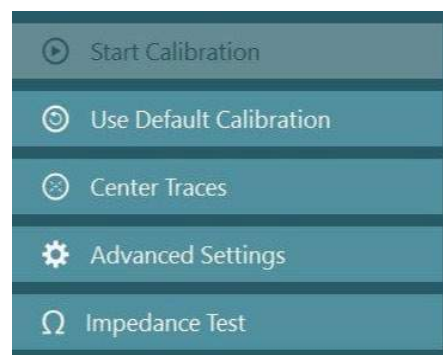 Start Calibration
Use Default Calibration
Center Traces
Advanced Settings
Ω Impedance Test